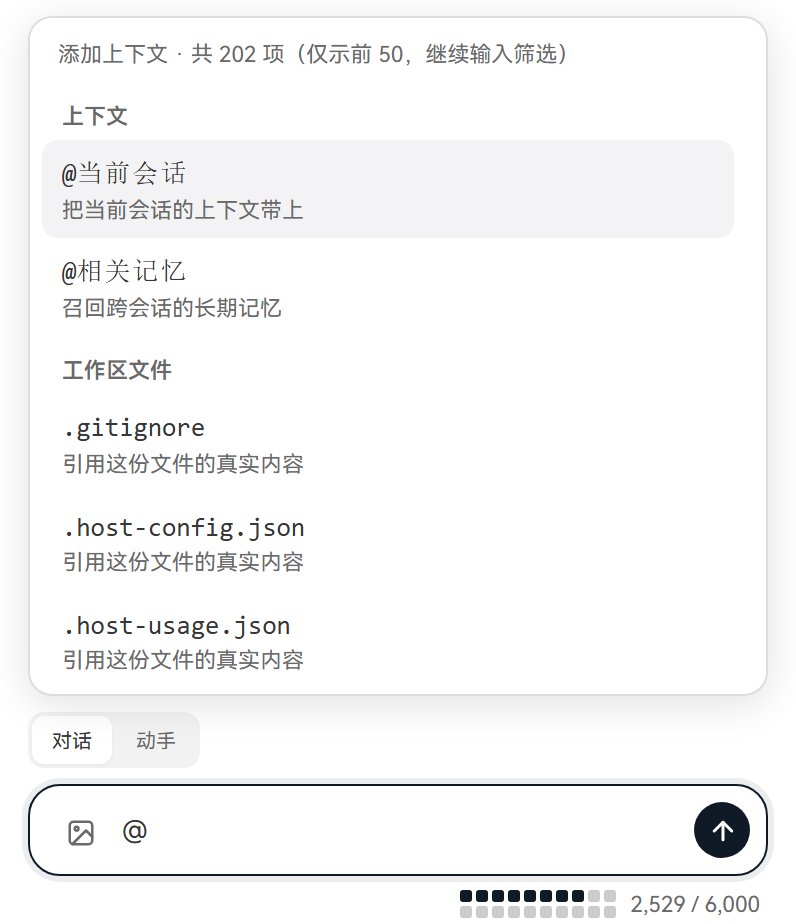 添加上下文 · 共 202 项（仅示前 50，继续输入筛选）
上下文
@当前会话
把当前会话的上下文带上
@相关记忆
召回跨会话的长期记忆
工作区文件
.gitignore
引用这份文件的真实内容
.host-config.json
引用这份文件的真实内容
.host-usage.json
引用这份文件的真实内容
对话 动手
@
2,529 / 6,000